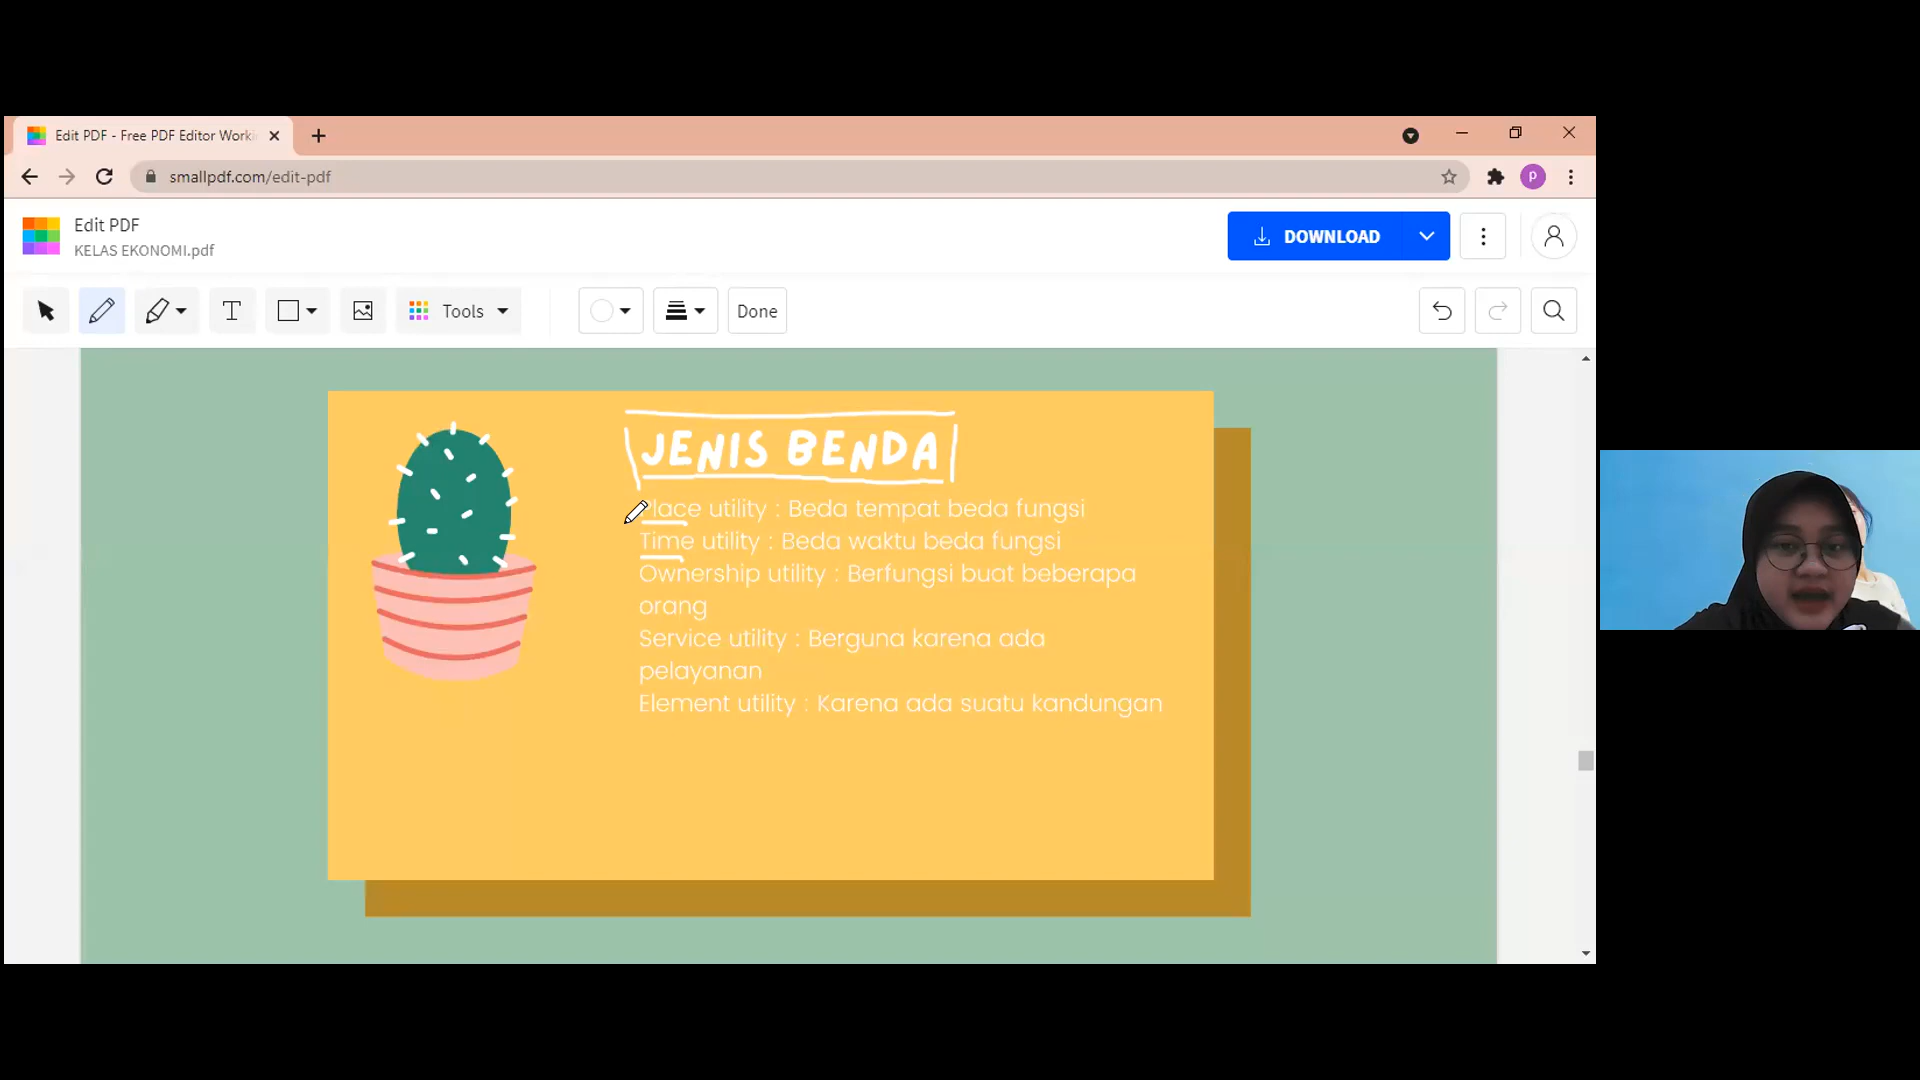 Edit PDF - Free PDF Editor Worki
smallpdf.com/edit-pdf
P
Edit PDF
KELAS EKONOMI.pdf
DOWNLOAD
T
Tools
Done
JENIS BENDA
Place utility : Beda tempat beda fungsi
Time utility : Beda waktu beda fungsi
Ownership utility : Berfungsi buat beberapa
orang
Service utility : Berguna karena ada
pelayanan
Element utility : Karena ada suatu kandungan